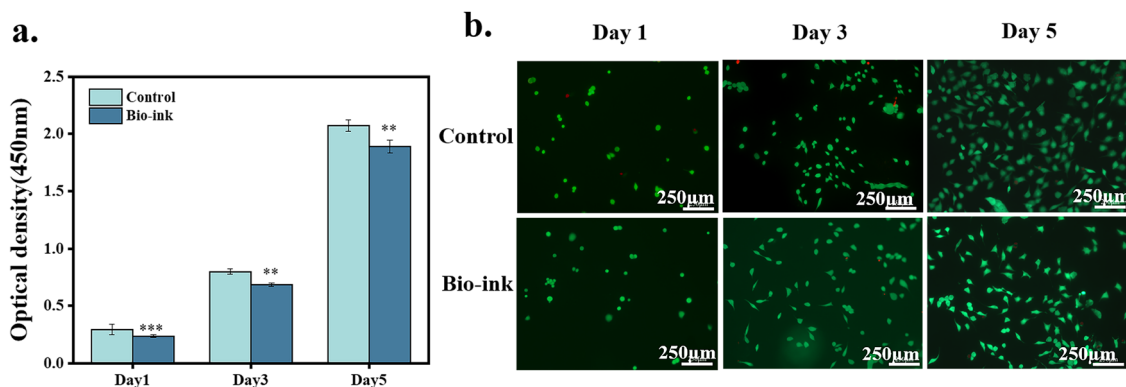 a.
Optical density(450nm)
2.5
2.0
1.5
1.0
0.5
0.0
Control
Bio-ink
***
**
**
Day1
Day3
Day5
b.
Day 1
Day 3
Day 5
Control
250μm
250μm
250μm
Bio-ink
250μm
250μm
250μm